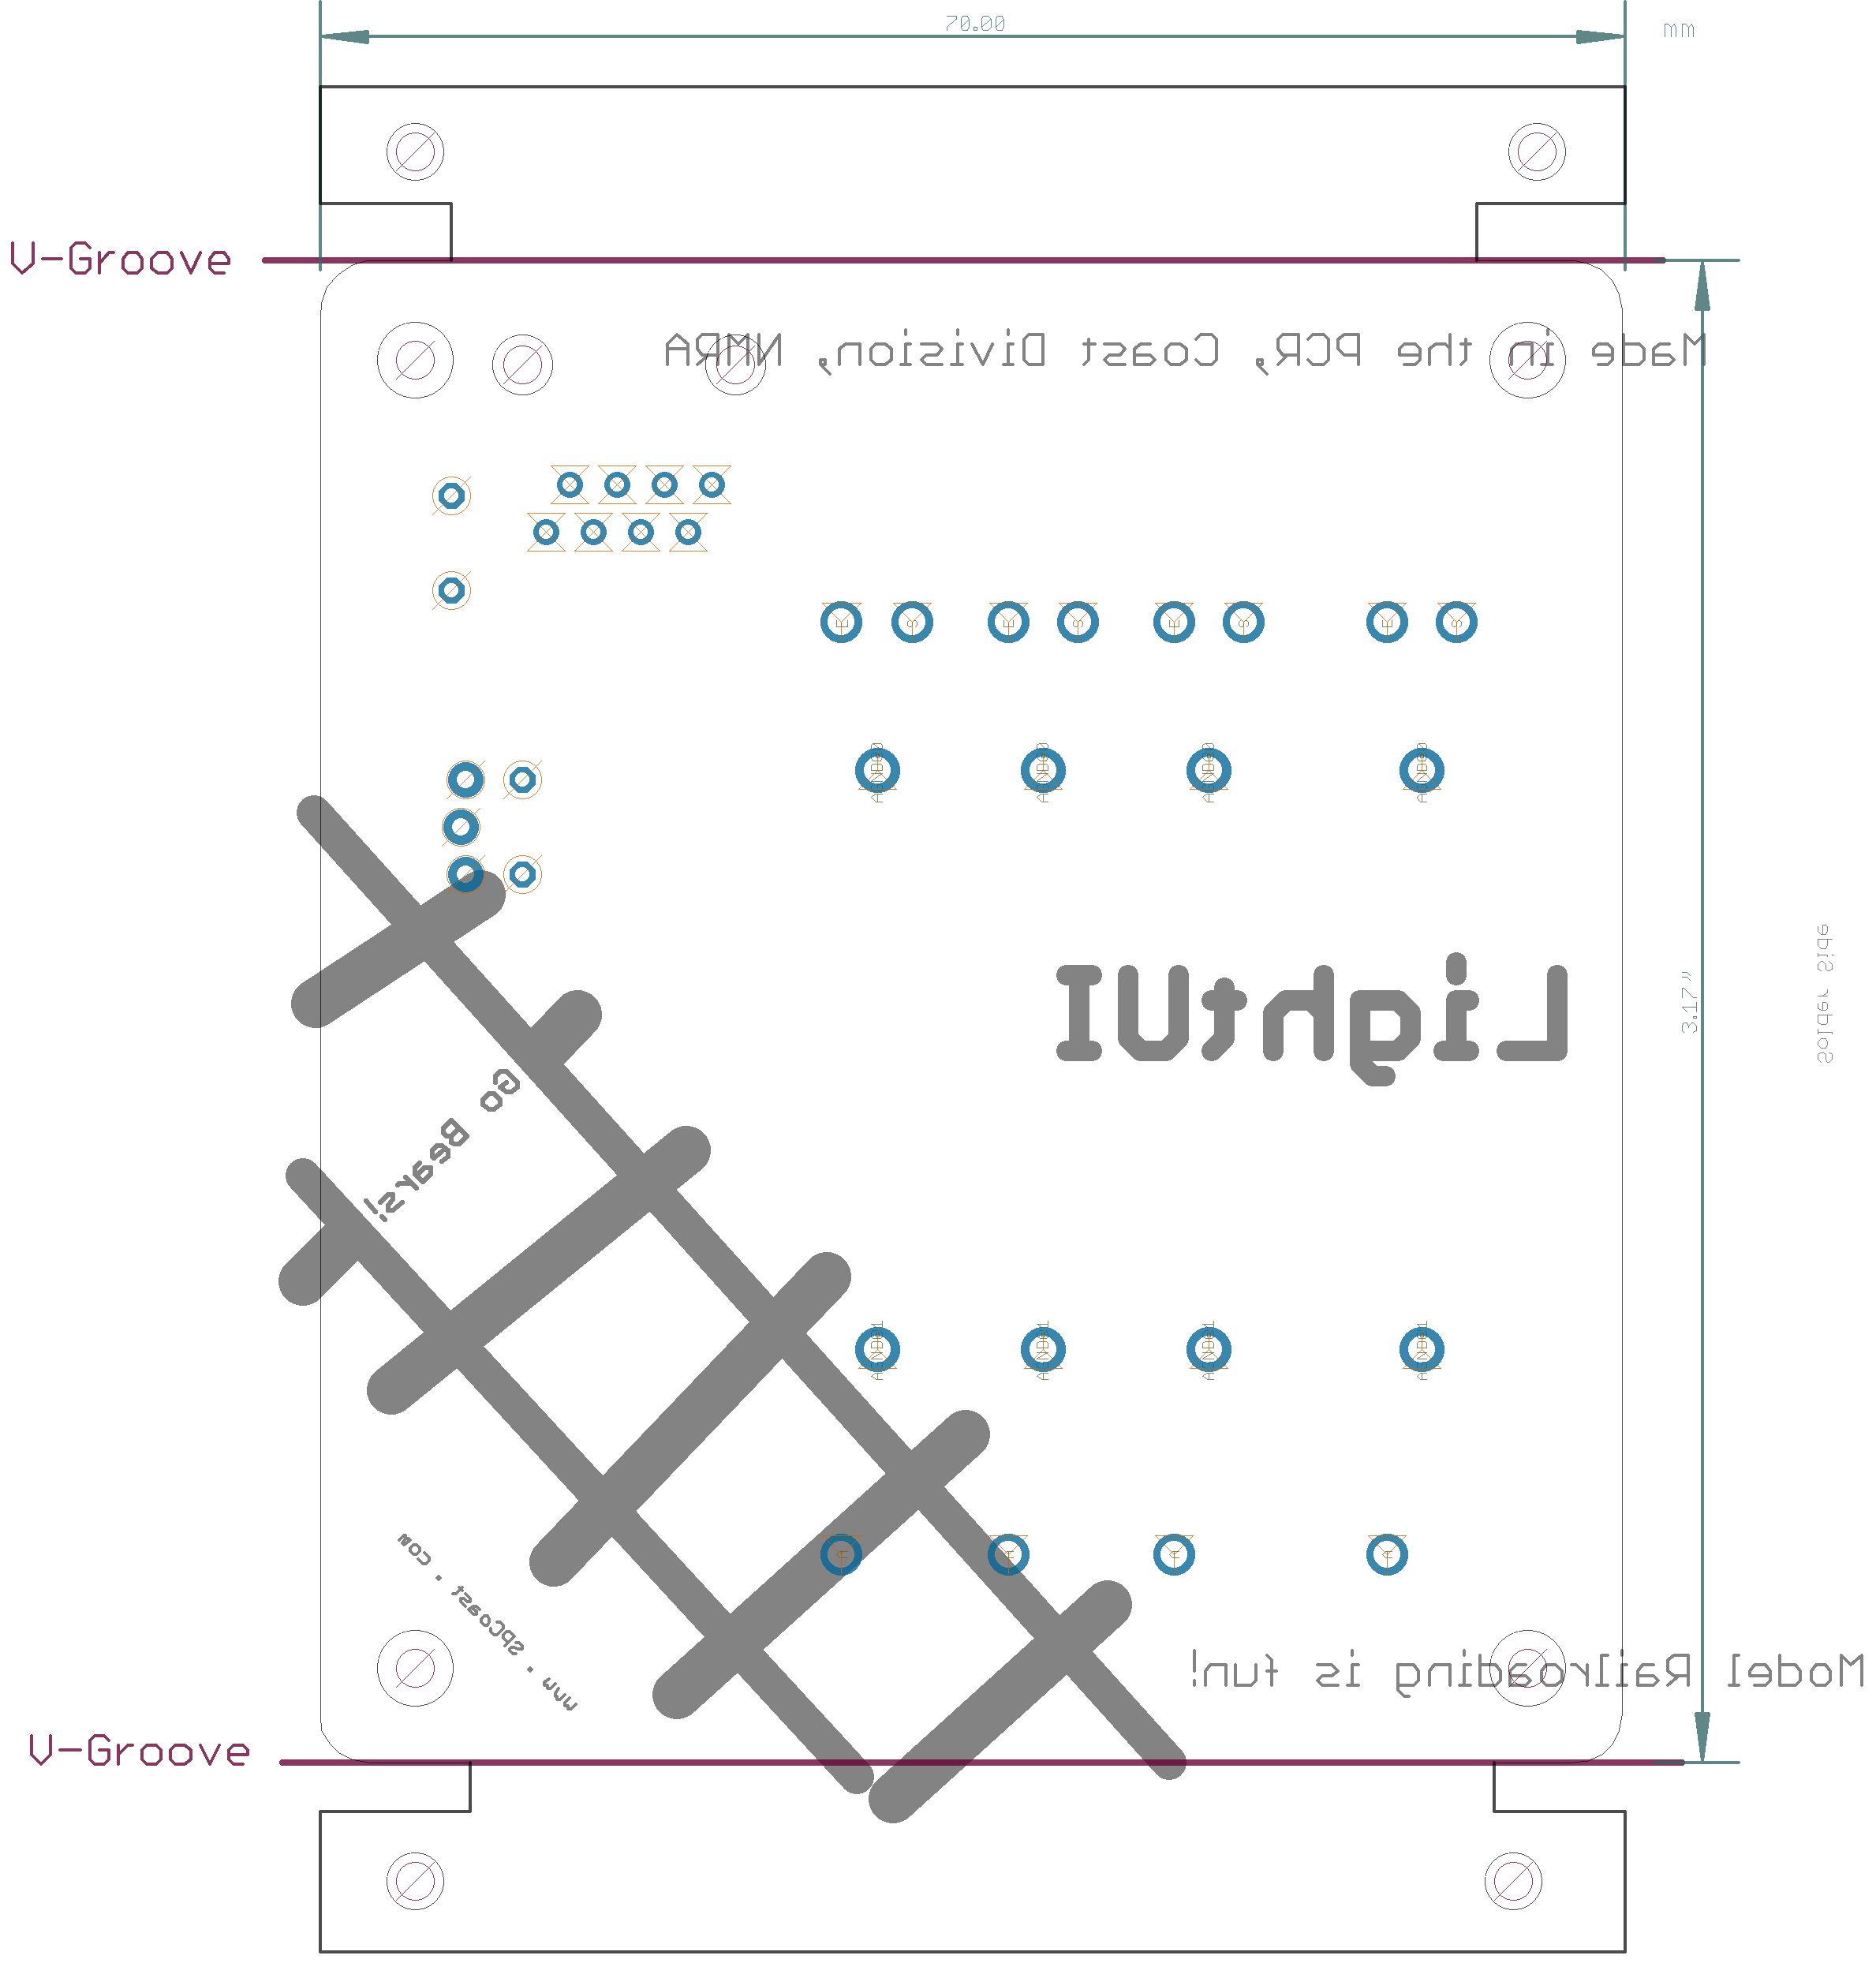 70.00
mm
V-Groove
Made in the PCR, Coast Division, NMRA
E
S
E
S
E
S
E
S
LightUI
3.17"
Solder Side
Go Bears!
www.sbpcoast.com
Model Railroading is fun!
V-Groove